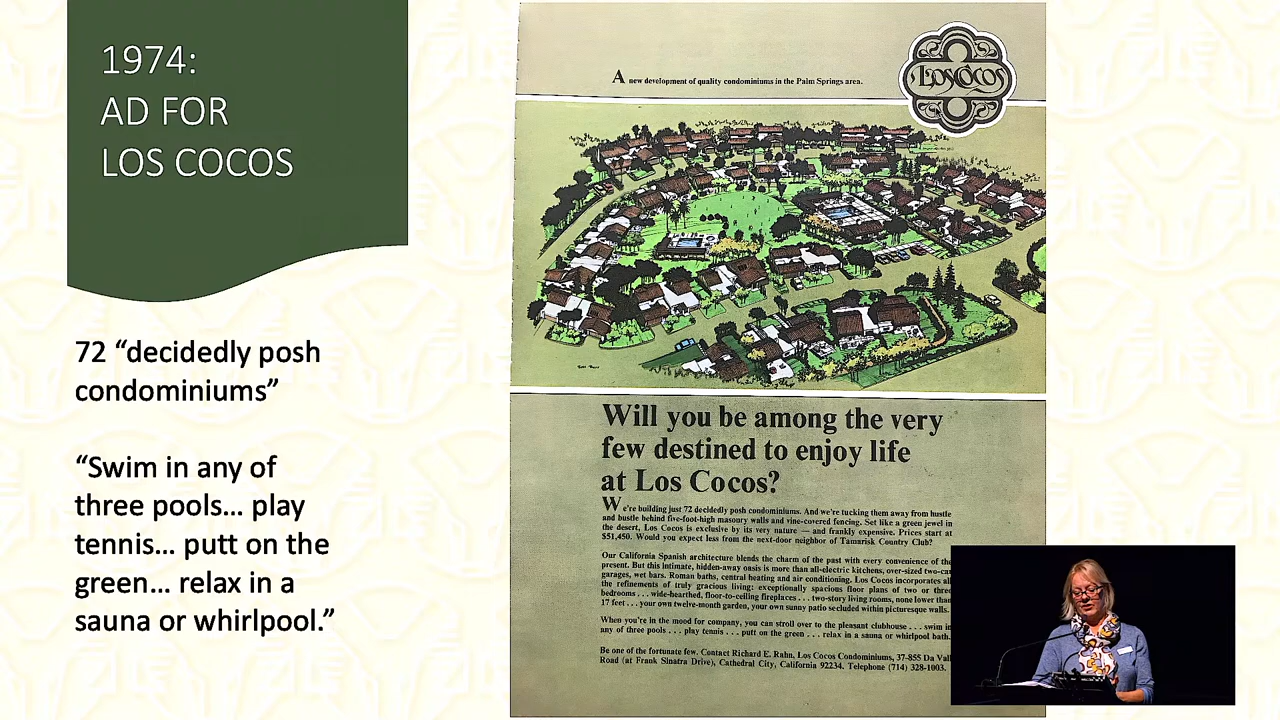 1974:
AD FOR
LOS COCOS
72 “decidedly posh
condominiums”
“Swim in any of
three pools... play
tennis... putt on the
green... relax in a
sauna or whirlpool.”
A new development of quality condominiums in the Palm Springs area.
LOS COCOS
Will you be among the very
few destined to enjoy life
at Los Cocos?
We're building just 72 decidedly posh condominiums. And we're tucking them away from hustle
and bustle behind five-foot-high masonry walls and vine-covered fencing. Set like a green jewel in
the desert, Los Cocos is exclusive by its very nature — and frankly expensive. Prices start at
$51,450. Would you expect less from the next-door neighbor of Tamarisk Country Club?
Our California Spanish architecture blends the charm of the past with every convenience of the
present. But this intimate, hidden-away oasis is more than all-electric kitchens, over-sized two-car
garages, wet bars. Roman baths, central heating and air conditioning. Los Cocos incorporates all
the refinements of truly gracious living: exceptionally spacious floor plans of two or three
bedrooms . . . wide-hearthed, floor-to-ceiling fireplaces . . . two-story living rooms, none lower than
17 feet . . . your own twelve-month garden, your own sunny patio secluded within picturesque walls.
When you're in the mood for company, you can stroll over to the pleasant clubhouse . . . swim in
any of three pools . . . play tennis . . . putt on the green . . . relax in a sauna or whirlpool bath.
Be one of the fortunate few. Contact Richard E. Rahn, Los Cocos Condominiums, 37-855 Da Vall
Road (at Frank Sinatra Drive), Cathedral City, California 92234. Telephone (714) 328-1003.